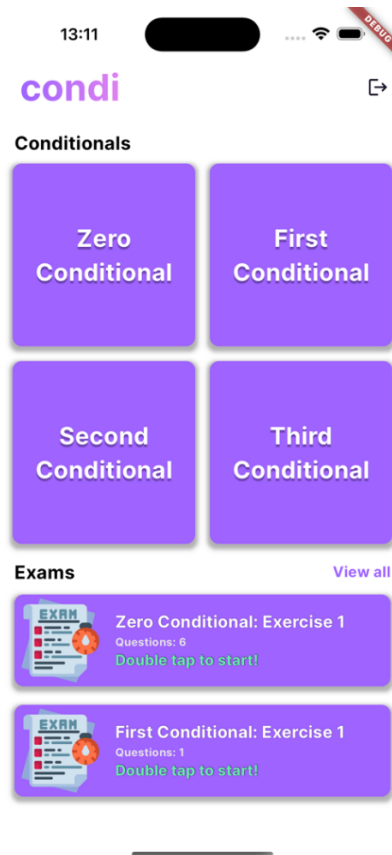 13:11
DEBUG
condi
Conditionals
Zero
Conditional
First
Conditional
Second
Conditional
Third
Conditional
Exams
View all
EXAM
Zero Conditional: Exercise 1
Questions: 6
Double tap to start!
EXAM
First Conditional: Exercise 1
Questions: 1
Double tap to start!